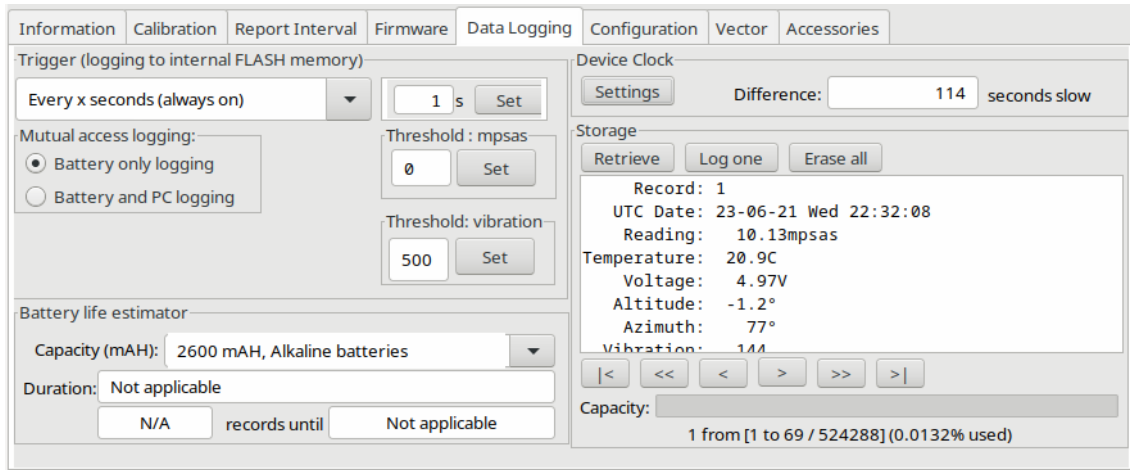 Information Calibration Report Interval Firmware Data Logging Configuration Vector Accessories
Trigger (logging to internal FLASH memory)
Every x seconds (always on)
1 s Set
Mutual access logging:
Battery only logging
Battery and PC logging
Threshold : mpsas
0 Set
Threshold: vibration
500 Set
Battery life estimator
Capacity (mAH): 2600 mAH, Alkaline batteries
Duration: Not applicable
N/A records until Not applicable
Device Clock
Settings Difference: 114 seconds slow
Storage
Retrieve Log one Erase all
Record: 1
UTC Date: 23-06-21 Wed 22:32:08
Reading: 10.13mpsas
Temperature: 20.9C
Voltage: 4.97V
Altitude: -1.2°
Azimuth: 77°
Vibration: 144
|< << < > >> >|
Capacity:
1 from [1 to 69 / 524288] (0.0132% used)